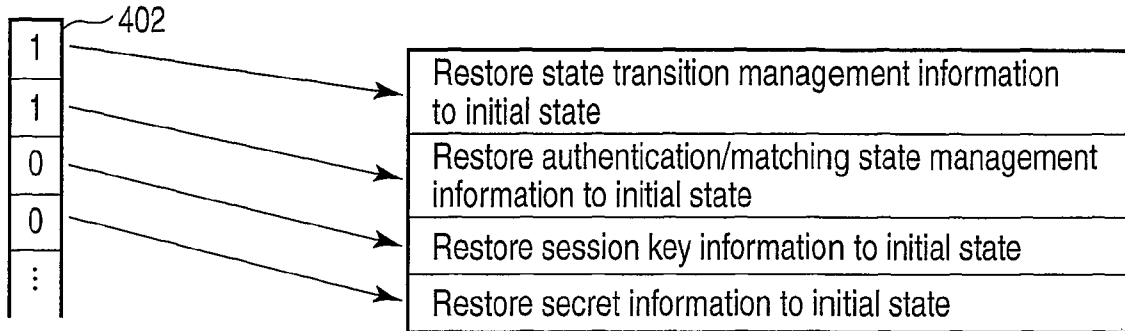 402
1
1
0
0
⋮
Restore state transition management information
to initial state
Restore authentication/matching state management
information to initial state
Restore session key information to initial state
Restore secret information to initial state